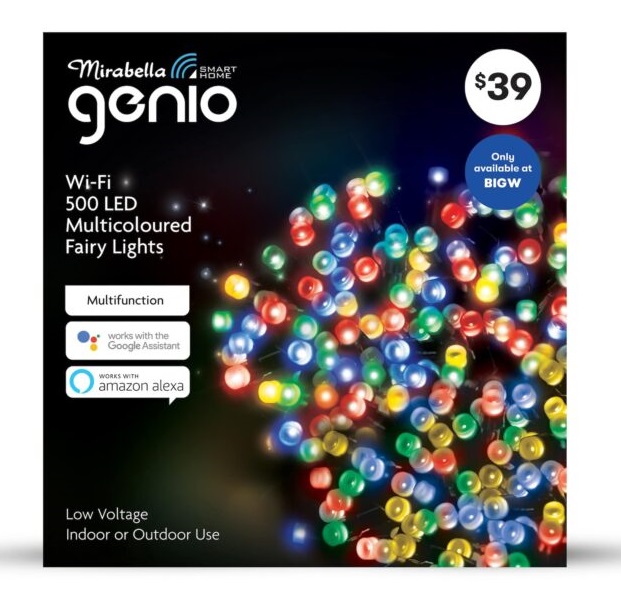 Mirabella SMART HOME
genio
$39
Only
available at
BIGW
Wi-Fi
500 LED
Multicoloured
Fairy Lights
Multifunction
works with the
Google Assistant
WORKS WITH
amazon alexa
Low Voltage
Indoor or Outdoor Use